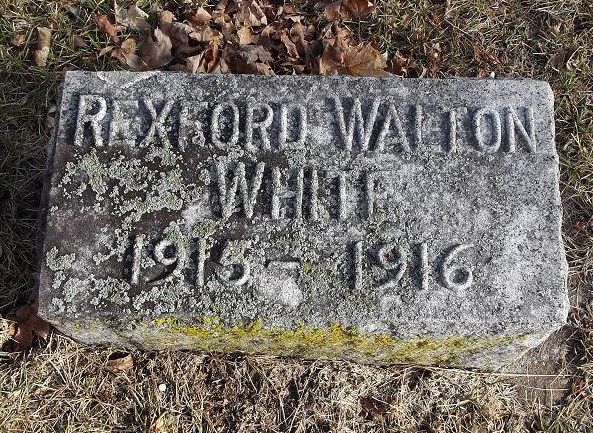 REXFORD WALTON
WHITE
1915 - 1916